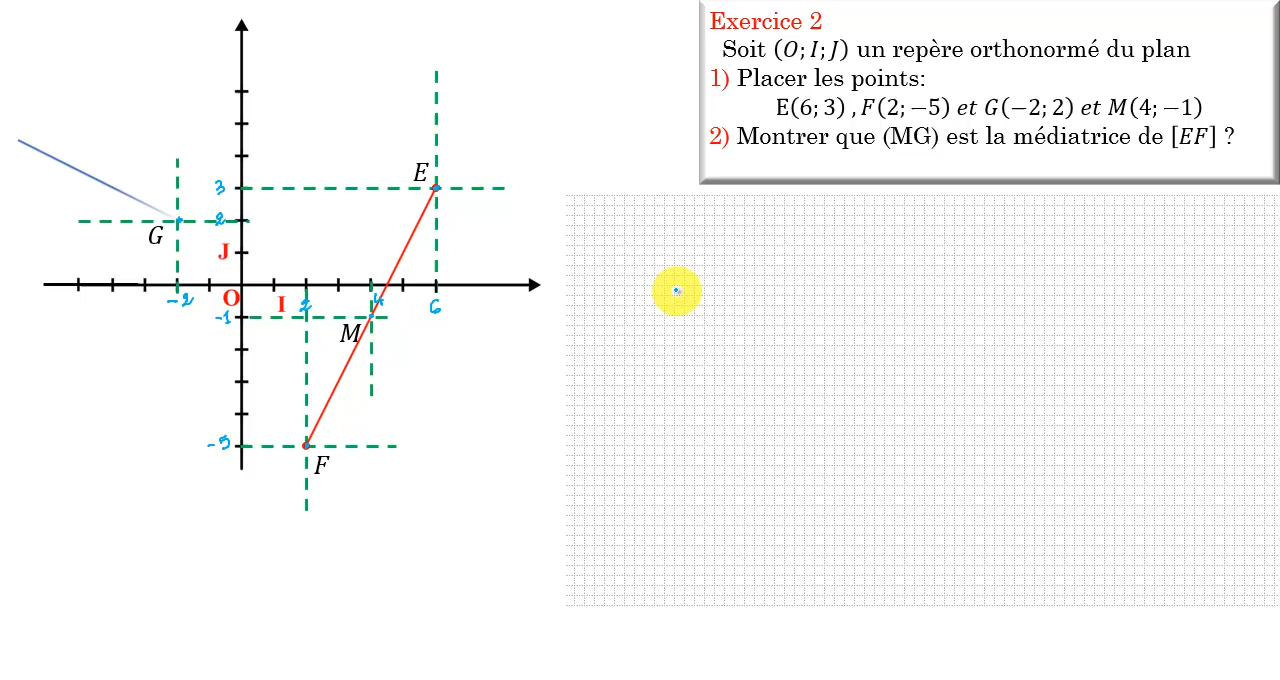 Exercice 2
Soit (O; I; J) un repère orthonormé du plan
1) Placer les points:
E(6; 3) , F(2; −5) et G(−2; 2) et M(4; −1)
2) Montrer que (MG) est la médiatrice de [EF] ?
E
3
2
G
J
-2
O
I
2
4
6
-1
M
-5
F